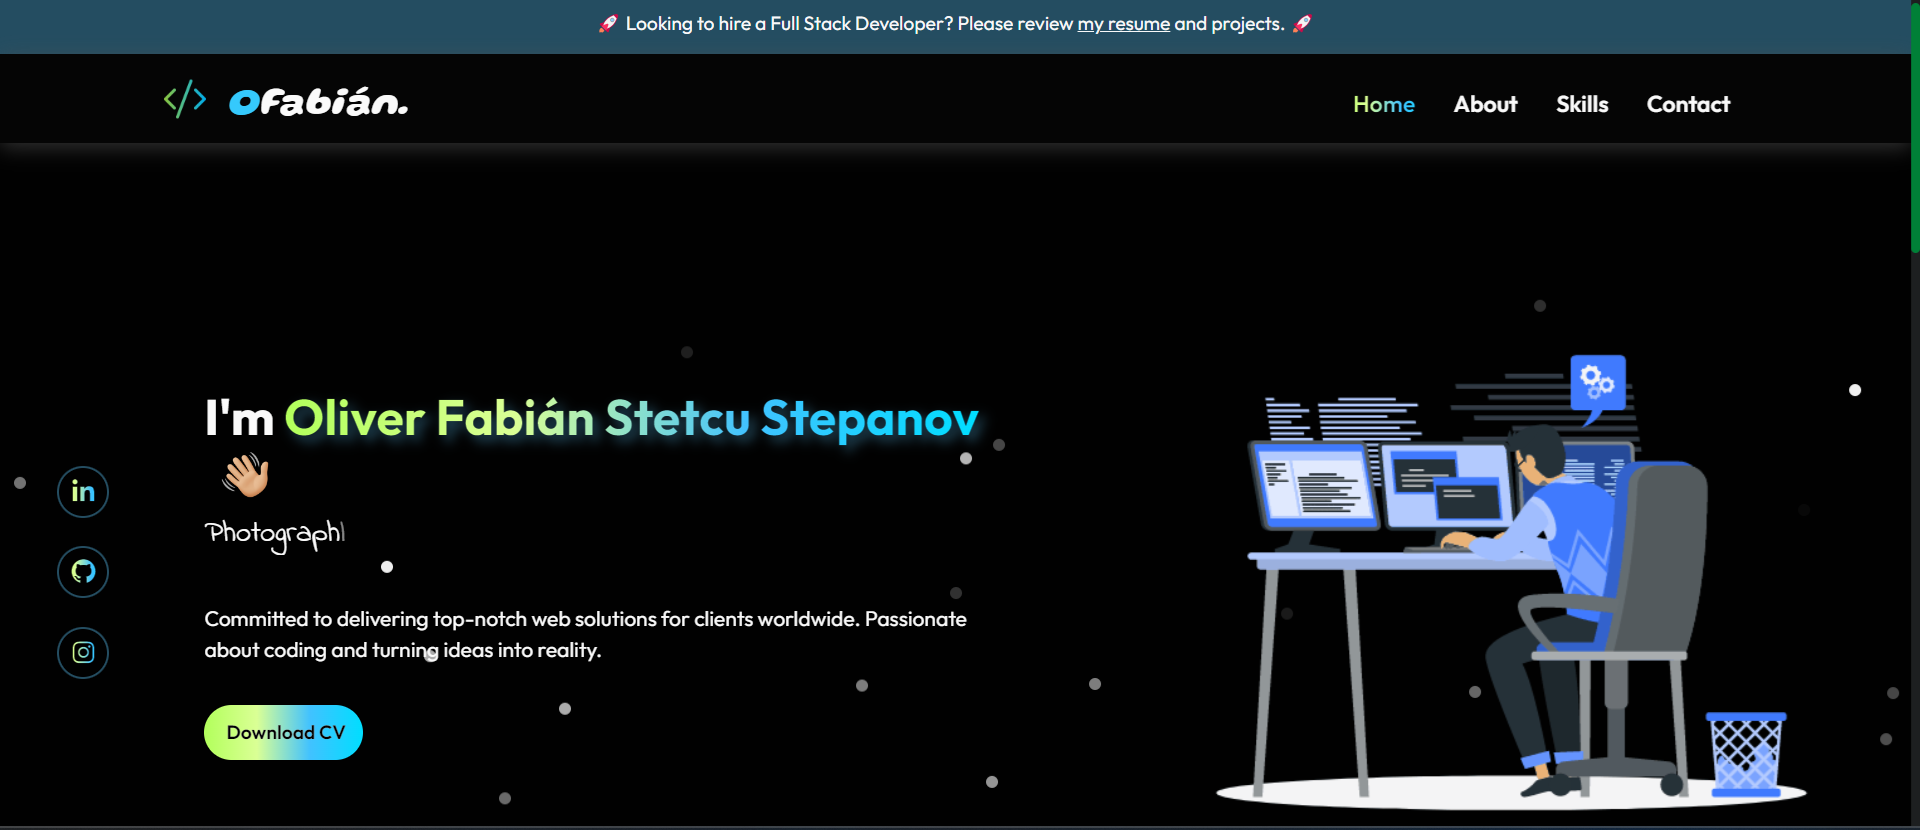 🚀 Looking to hire a Full Stack Developer? Please review my resume and projects. 🚀
</> OFabián.
Home About Skills Contact
I'm Oliver Fabián Stetcu Stepanov
👋🏼
in
Photograph|
Committed to delivering top-notch web solutions for clients worldwide. Passionate
about coding and turning ideas into reality.
Download CV